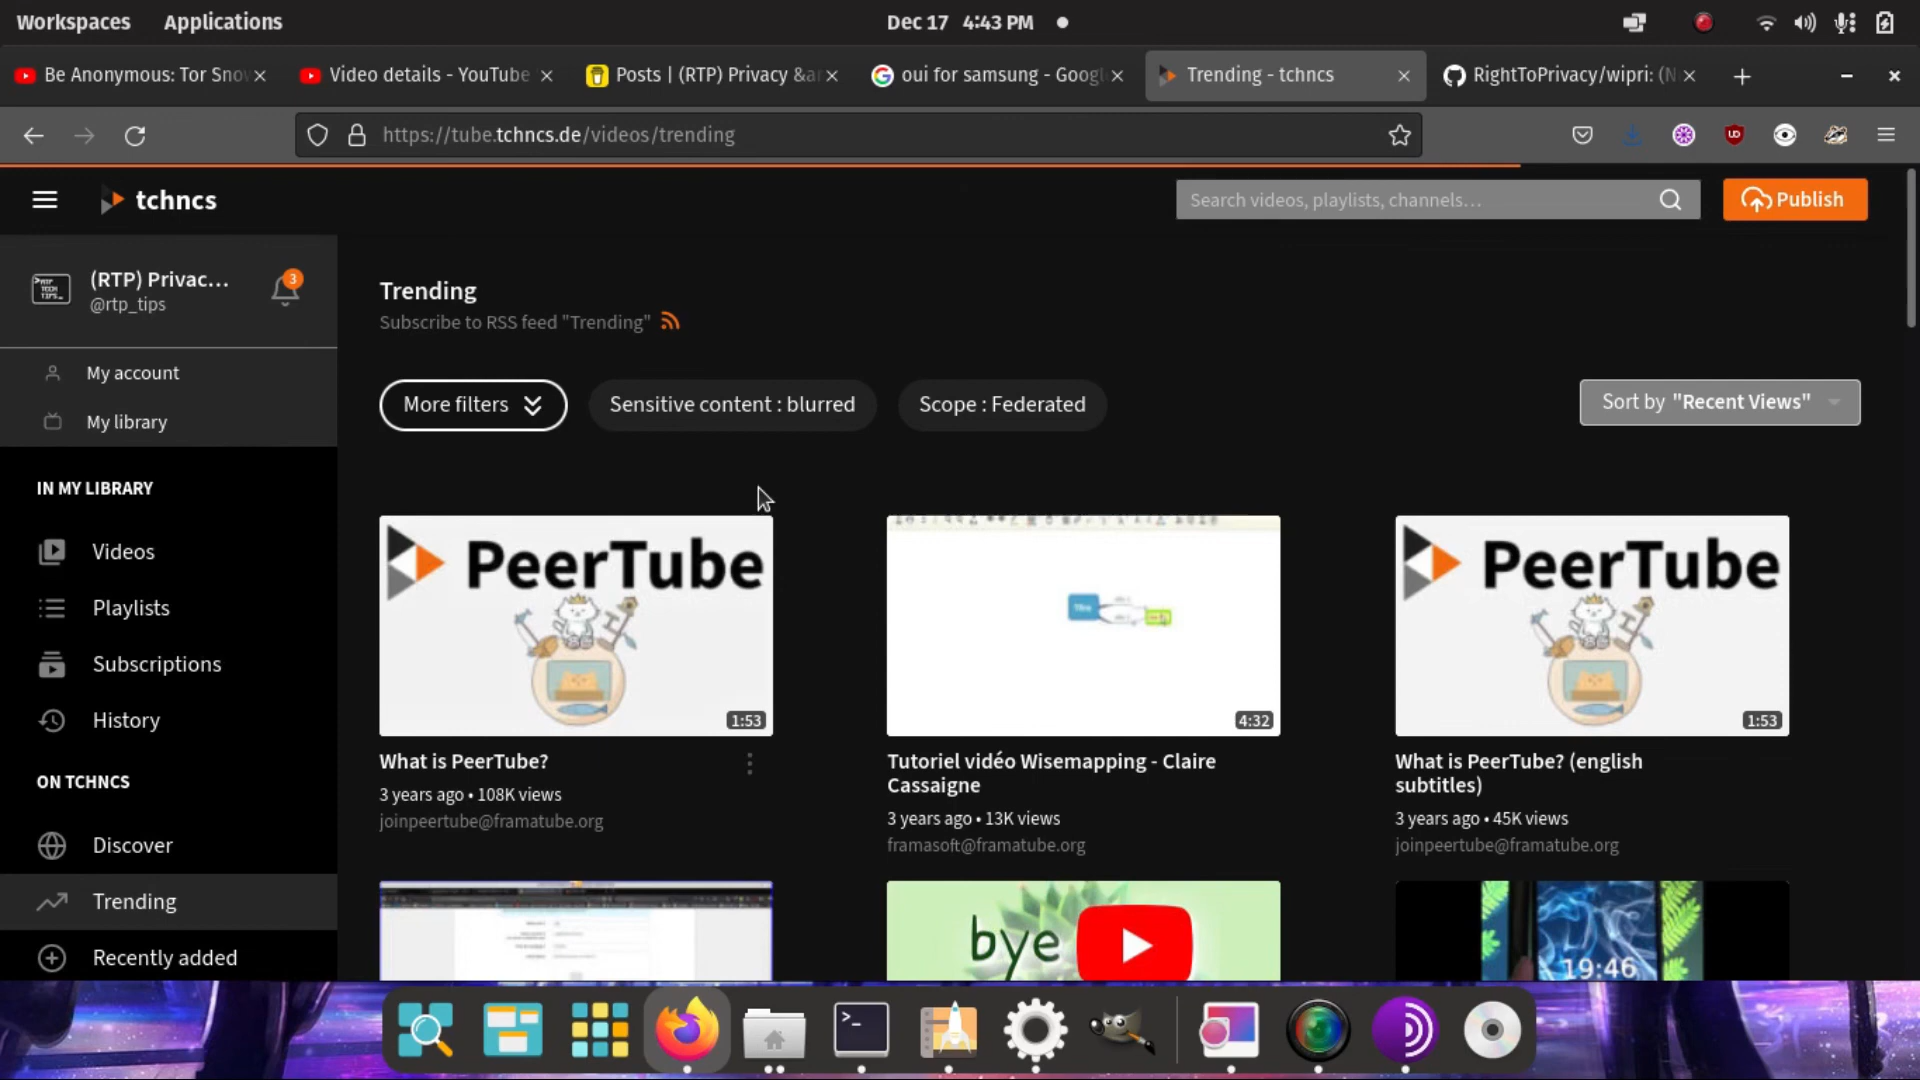 Workspaces Applications Dec 17 4:43 PM
Be Anonymous: Tor Snov Video details - YouTube Posts | (RTP) Privacy &ar oui for samsung - Googl Trending - tchncs RightToPrivacy/wipri: (N
https://tube.tchncs.de/videos/trending
tchncs Search videos, playlists, channels... Publish
(RTP) Privac... 3
@rtp_tips
My account
My library
IN MY LIBRARY
Videos
Playlists
Subscriptions
History
ON TCHNCS
Discover
Trending
Recently added
Trending
Subscribe to RSS feed "Trending"
More filters Sensitive content : blurred Scope : Federated Sort by "Recent Views"
PeerTube
1:53
What is PeerTube?
3 years ago • 108K views
joinpeertube@framatube.org
4:32
Tutoriel vidéo Wisemapping - Claire
Cassaigne
3 years ago • 13K views
framasoft@framatube.org
PeerTube
1:53
What is PeerTube? (english
subtitles)
3 years ago • 45K views
joinpeertube@framatube.org
bye
19:46